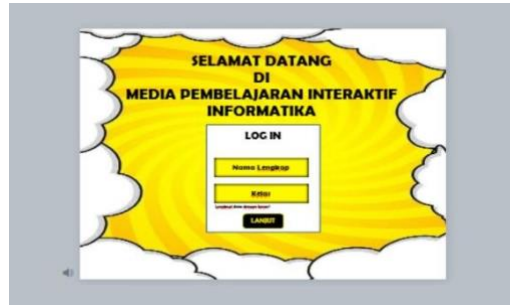 SELAMAT DATANG
DI
MEDIA PEMBELAJARAN INTERAKTIF
INFORMATIKA
LOG IN
Nama Lengkap
Kelas
LANJUT